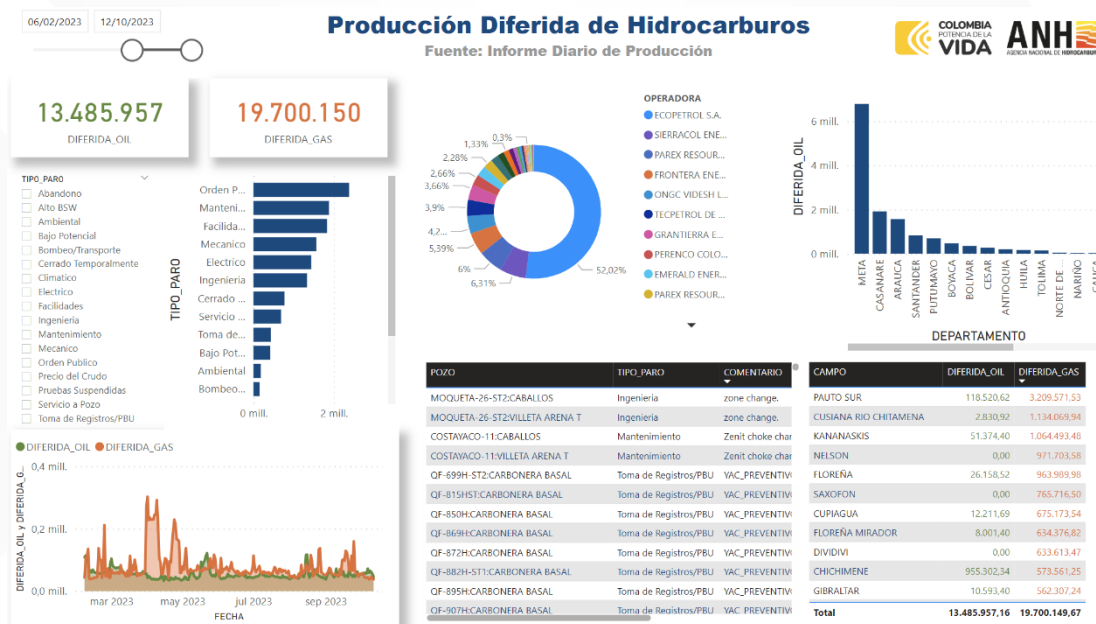 06/02/2023 12/10/2023
Producción Diferida de Hidrocarburos
Fuente: Informe Diario de Producción
COLOMBIA
POTENCIA DE LA
VIDA
ANH
AGENCIA NACIONAL DE HIDROCARBUR
13.485.957
DIFERIDA_OIL
19.700.150
DIFERIDA_GAS
TIPO_PARO
Abandono
Alto BSW
Ambiental
Bajo Potencial
Bombeo/Transporte
Cerrado Temporalmente
Climatico
Electrico
Facilidades
Ingenieria
Mantenimiento
Mecanico
Orden Publico
Precio del Crudo
Pruebas Suspendidas
Servicio a Pozo
Toma de Registros/PBU
TIPO_PARO
Orden P...
Manteni...
Facilida...
Mecanico
Electrico
Ingenieria
Cerrado ...
Servicio ...
Toma de...
Bajo Pot...
Ambiental
Bombeo...
0 mill. 2 mill.
0,3%
1,33%
2,28%
2,66%
3,66%
3,9%
4,2...
5,39%
6%
6,31%
52,02%
OPERADORA
ECOPETROL S.A.
SIERRACOL ENE...
PAREX RESOUR...
FRONTERA ENE...
ONGC VIDESH L...
TECPETROL DE ...
GRANTIERRA E...
PERENCO COLO...
EMERALD ENER...
PAREX RESOUR...
DIFERIDA_OIL
6 mill.
4 mill.
2 mill.
0 mill.
META
CASANARE
ARAUCA
SANTANDER
PUTUMAYO
BOYACA
BOLIVAR
CESAR
ANTIOQUIA
HUILA
TOLIMA
NORTE DE ...
NARIÑO
CAUCA
DEPARTAMENTO
DIFERIDA_OIL DIFERIDA_GAS
DIFERIDA_OIL y DIFERIDA_G...
0,4 mill.
0,2 mill.
0,0 mill.
mar 2023 may 2023 jul 2023 sep 2023
FECHA
POZO TIPO_PARO COMENTARIO
MOQUETA-26-ST2:CABALLOS Ingenieria zone change.
MOQUETA-26-ST2:VILLETA ARENA T Ingenieria zone change.
COSTAYACO-11:CABALLOS Mantenimiento Zenit choke char
COSTAYACO-11:VILLETA ARENA T Mantenimiento Zenit choke char
QF-699H-ST2:CARBONERA BASAL Toma de Registros/PBU YAC_PREVENTIV
QF-815HST:CARBONERA BASAL Toma de Registros/PBU YAC_PREVENTIV
QF-850H:CARBONERA BASAL Toma de Registros/PBU YAC_PREVENTIV
QF-869H:CARBONERA BASAL Toma de Registros/PBU YAC_PREVENTIV
QF-872H:CARBONERA BASAL Toma de Registros/PBU YAC_PREVENTIV
QF-882H-ST1:CARBONERA BASAL Toma de Registros/PBU YAC_PREVENTIV
QF-895H:CARBONERA BASAL Toma de Registros/PBU YAC_PREVENTIV
QF-907H:CARBONERA BASAL Toma de Registros/PBU YAC PREVENTIV
CAMPO DIFERIDA_OIL DIFERIDA_GAS
PAUTO SUR 118.520,62 3.209.571,53
CUSIANA RIO CHITAMENA 2.830,92 1.134.069,94
KANANASKIS 51.374,40 1.064.493,48
NELSON 0,00 971.703,58
FLOREÑA 26.158,52 963.989,98
SAXOFON 0,00 765.716,50
CUPIAGUA 12.211,69 675.173,54
FLOREÑA MIRADOR 8.001,40 634.376,82
DIVIDIVI 0,00 633.613,47
CHICHIMENE 955.302,34 573.561,25
GIBRALTAR 10.593,40 562.307,24
Total 13.485.957,16 19.700.149,67